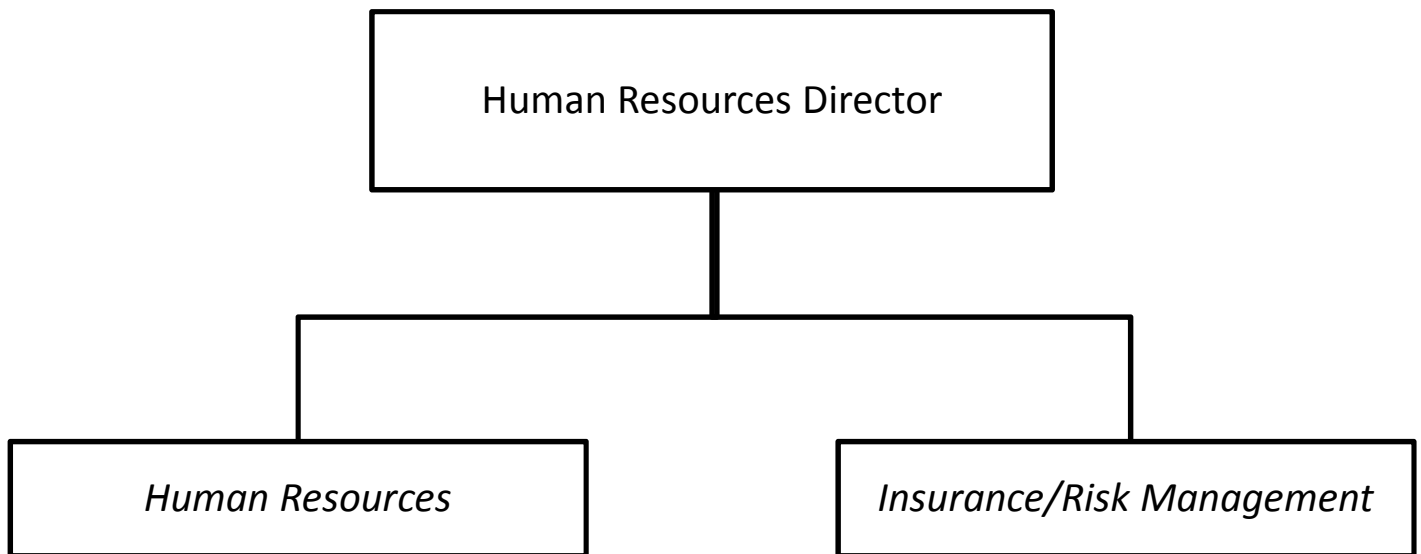 Human Resources Director
Human Resources
Insurance/Risk Management